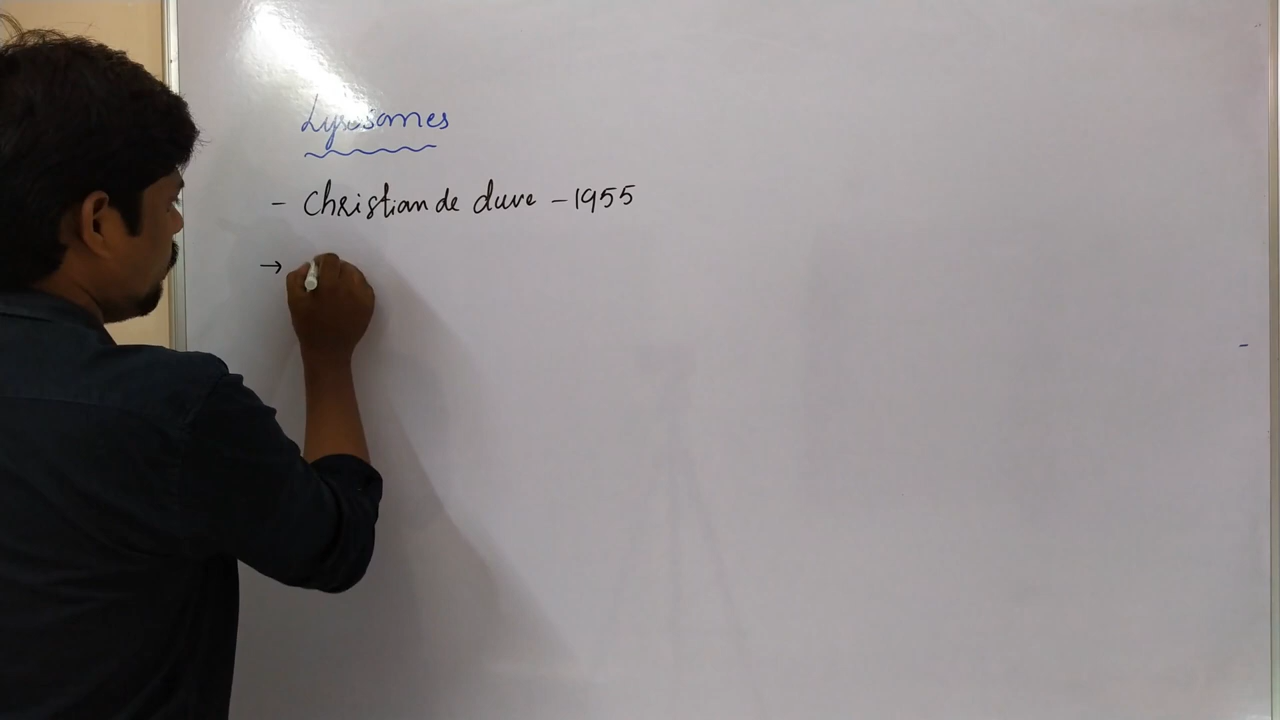 Lysosomes
- Christian de duve - 1955
→